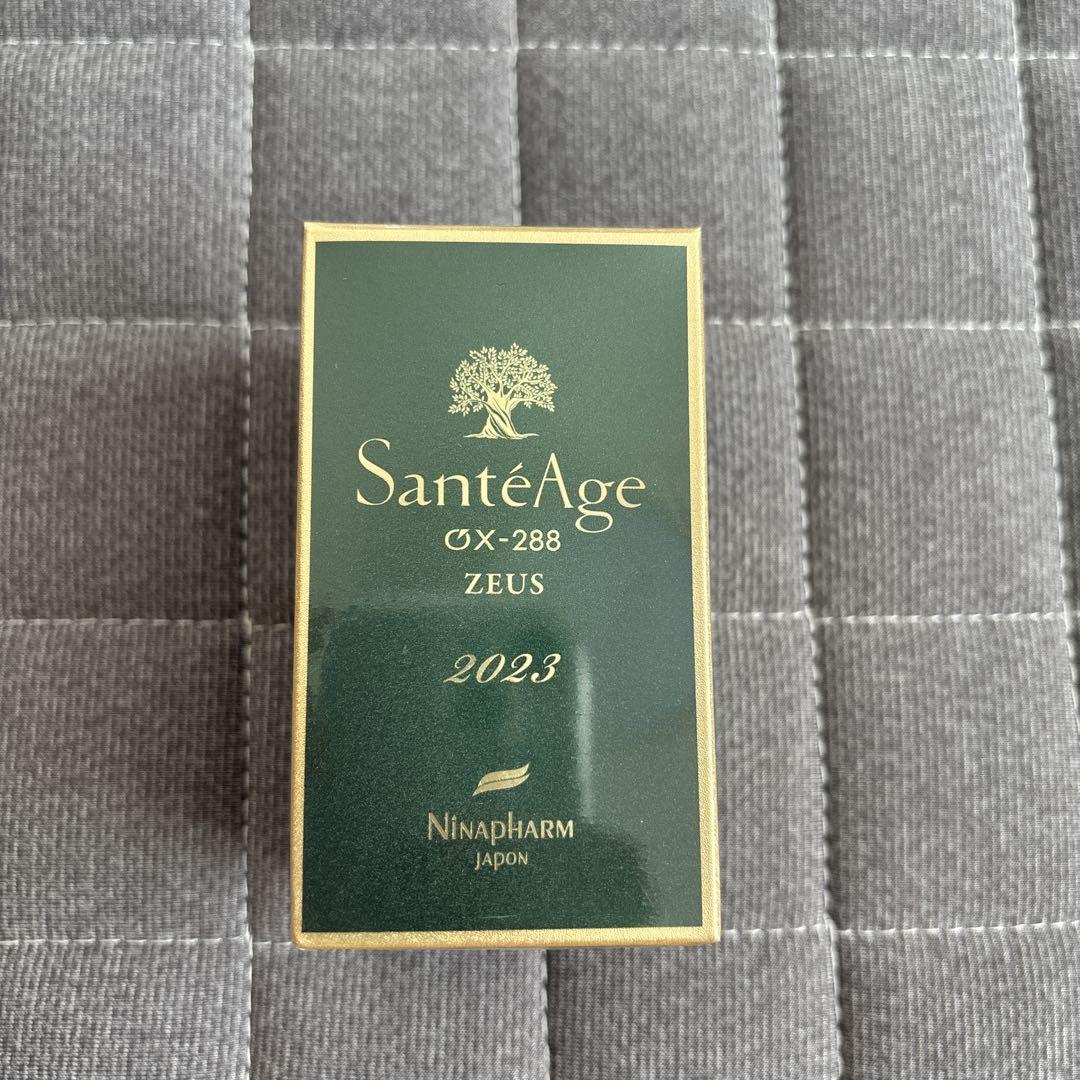 SantéAge
OX-288
ZEUS
2023
NINAPHARM
JAPON